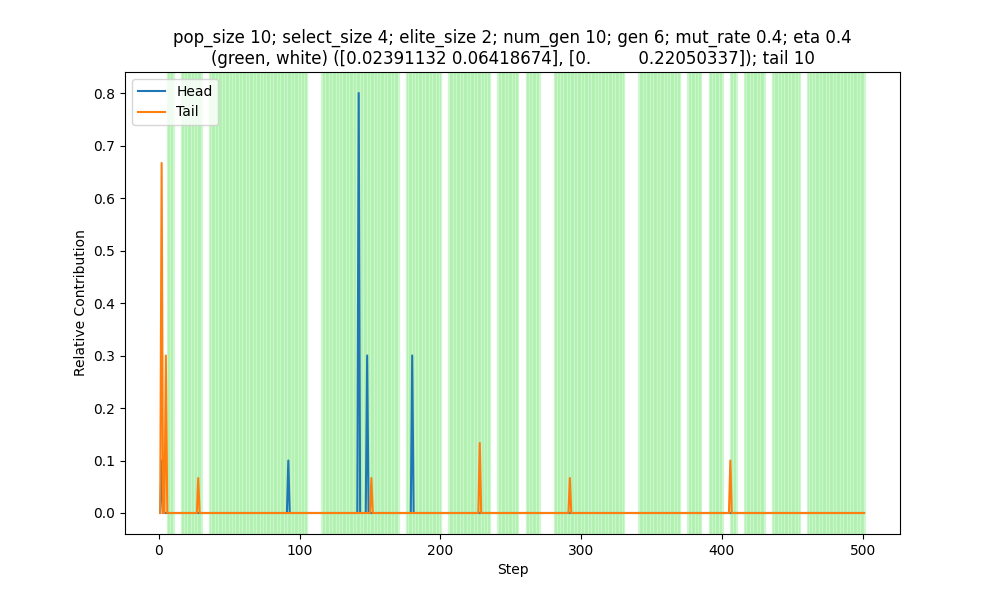 pop_size 10; select_size 4; elite_size 2; num_gen 10; gen 6; mut_rate 0.4; eta 0.4
(green, white) ([0.02391132 0.06418674], [0.         0.22050337]); tail 10
Head
Tail
0.8
0.7
0.6
0.5
0.4
0.3
0.2
0.1
0.0
Relative Contribution
0 100 200 300 400 500
Step